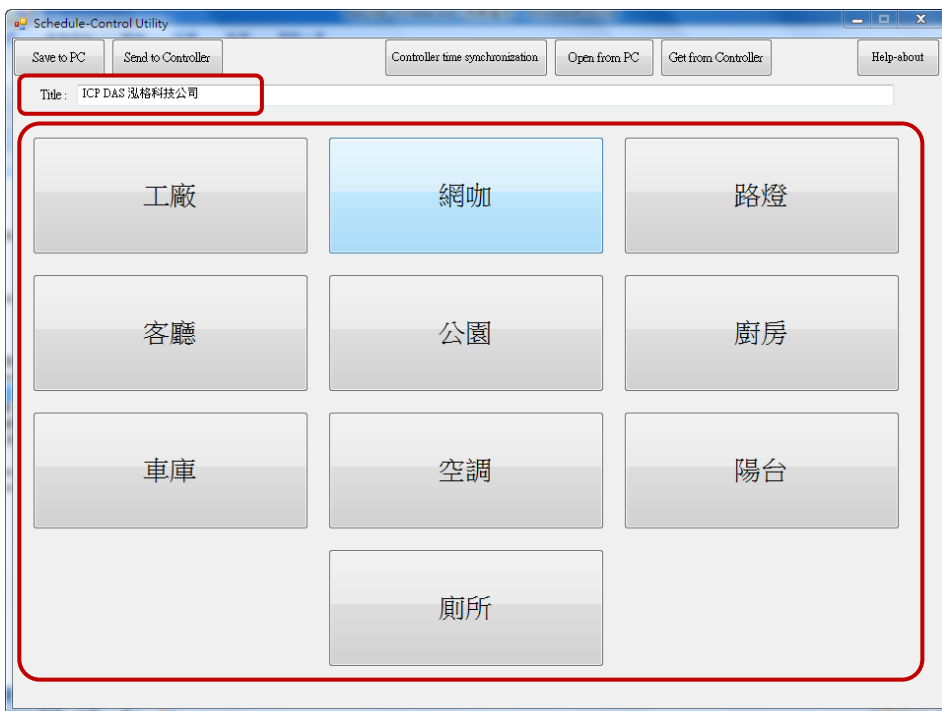 Schedule-Control Utility
Save to PC Send to Controller Controller time synchronization Open from PC Get from Controller Help-about
Title : ICP DAS 泓格科技公司
工廠 網咖 路燈
客廳 公園 廚房
車庫 空調 陽台
廁所